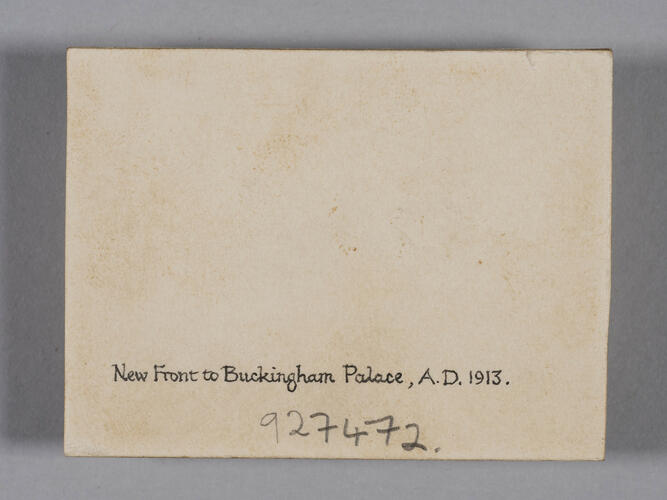 New Front to Buckingham Palace, A.D. 1913.
927472.